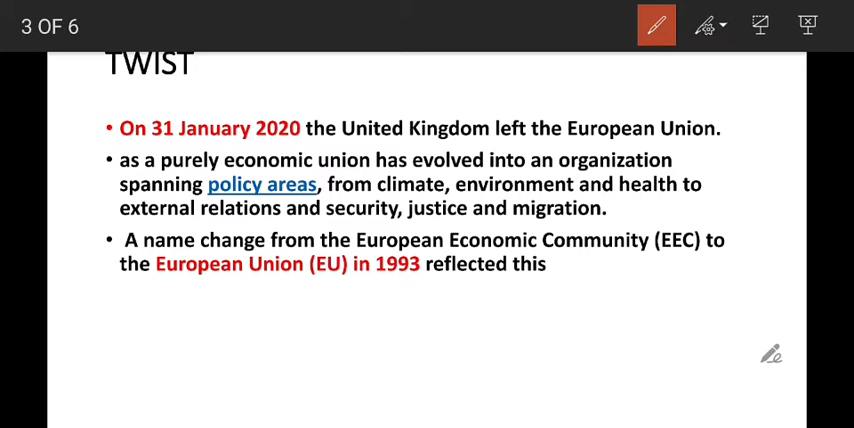 3 OF 6
TWIST
• On 31 January 2020 the United Kingdom left the European Union.
• as a purely economic union has evolved into an organization
spanning policy areas, from climate, environment and health to
external relations and security, justice and migration.
• A name change from the European Economic Community (EEC) to
the European Union (EU) in 1993 reflected this